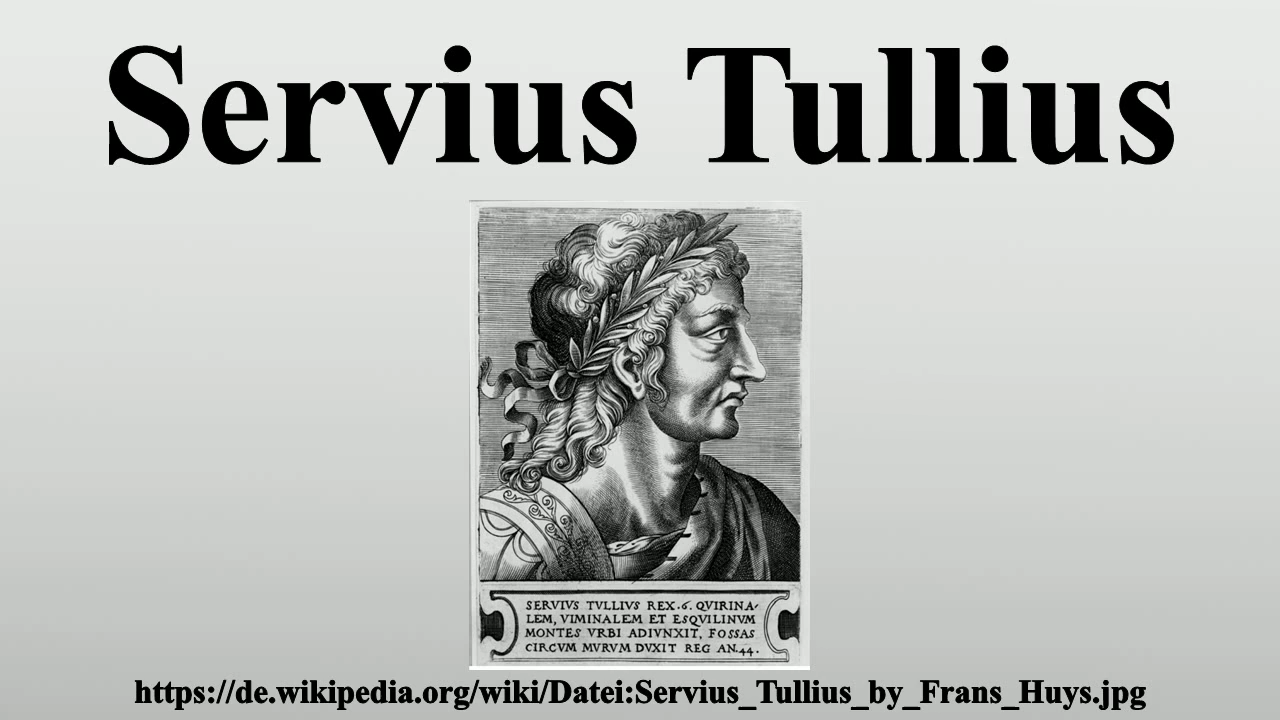 Servius Tullius
SERVIVS TVLLIVS REX.6. QVIRINA-
LEM, VIMINALEM ET ESQVILINVM
MONTES VRBI ADIVNXIT, FOSSAS
CIRCVM MVRVM DVXIT REG AN.44.
https://de.wikipedia.org/wiki/Datei:Servius_Tullius_by_Frans_Huys.jpg